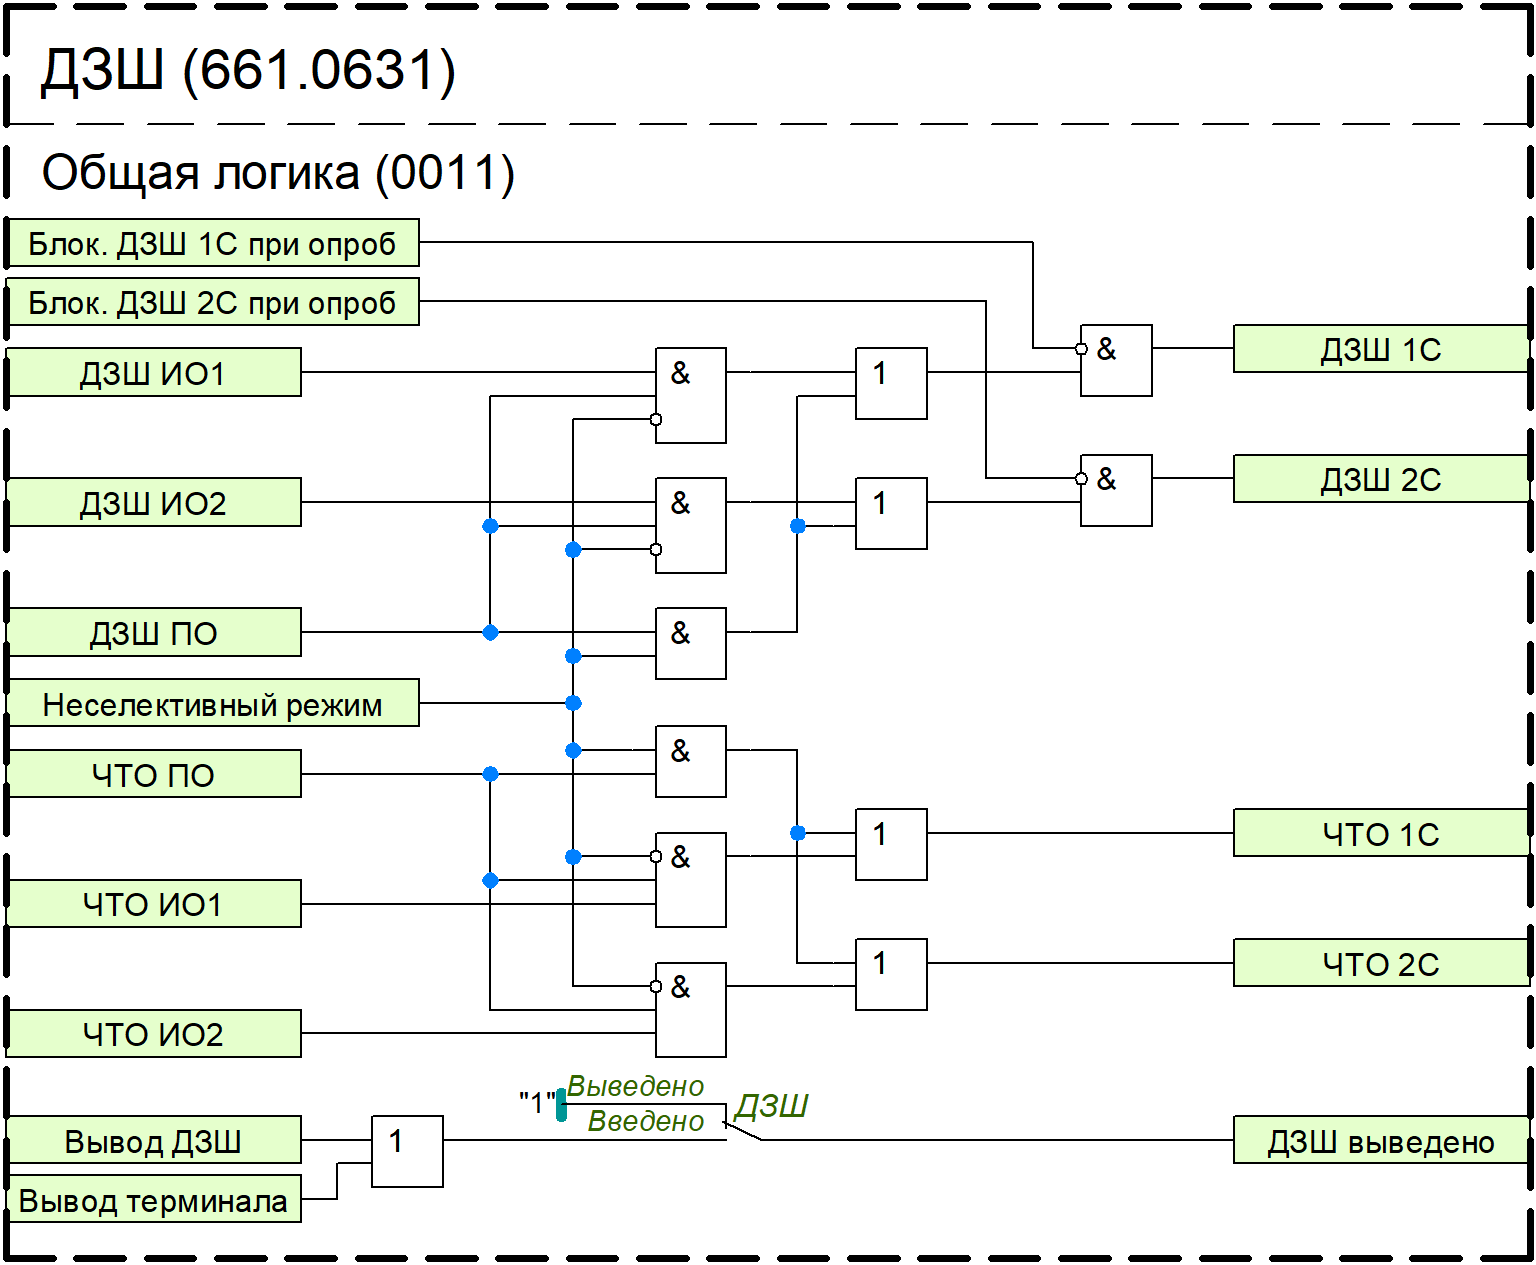 ДЗШ (661.0631)
Общая логика (0011)
Блок. ДЗШ 1С при опроб
Блок. ДЗШ 2С при опроб
ДЗШ ИО1
&
1
&
ДЗШ 1С
ДЗШ ИО2
&
1
&
ДЗШ 2С
ДЗШ ПО
&
Неселективный режим
ЧТО ПО
&
ЧТО ИО1
&
1
ЧТО 1С
ЧТО ИО2
&
1
ЧТО 2С
"1"
Выведено
Введено
ДЗШ
Вывод ДЗШ
1
ДЗШ выведено
Вывод терминала